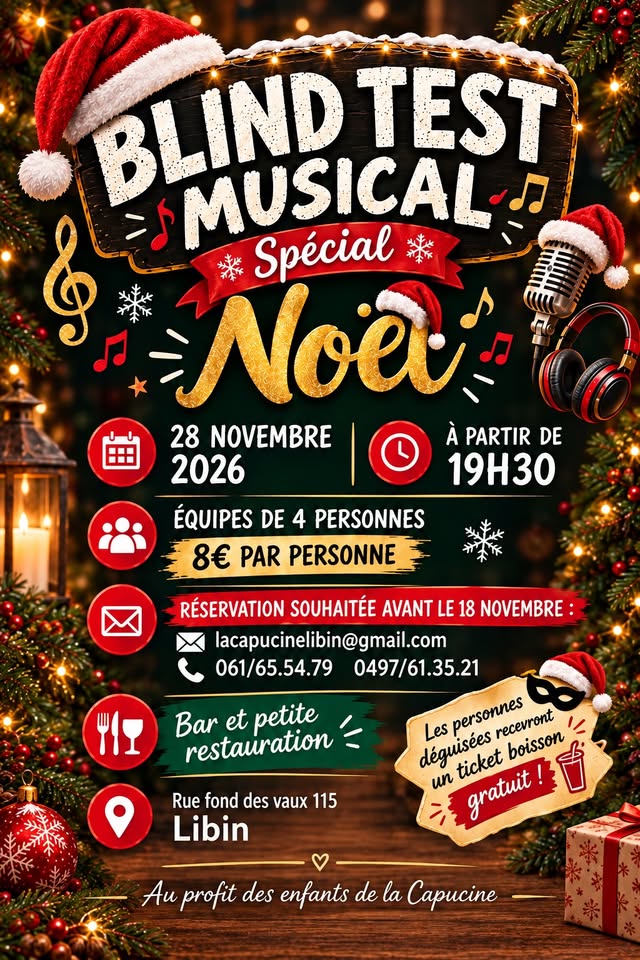 BLIND TEST
MUSICAL
Spécial
Noël
28 NOVEMBRE
2026
À PARTIR DE
19H30
ÉQUIPES DE 4 PERSONNES
8€ PAR PERSONNE
RÉSERVATION SOUHAITÉE AVANT LE 18 NOVEMBRE :
lacapucinelibin@gmail.com
061/65.54.79 0497/61.35.21
Bar et petite
restauration
Les personnes
déguisées recevront
un ticket boisson
gratuit !
Rue fond des vaux 115
Libin
Au profit des enfants de la Capucine